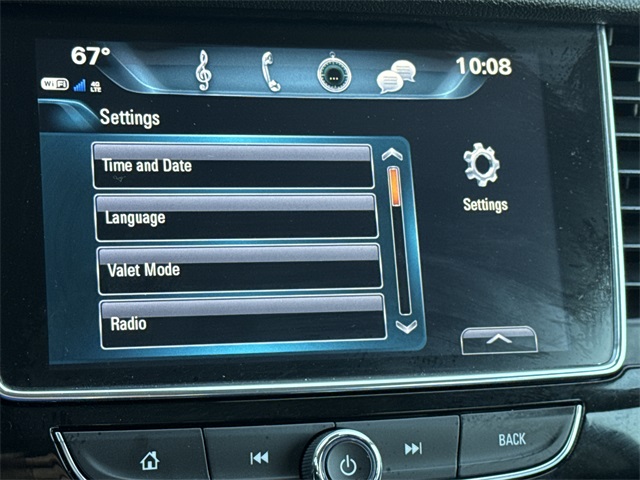 67°
10:08
WiFi 4G
LTE
Settings
Time and Date
Language
Valet Mode
Radio
Settings
BACK